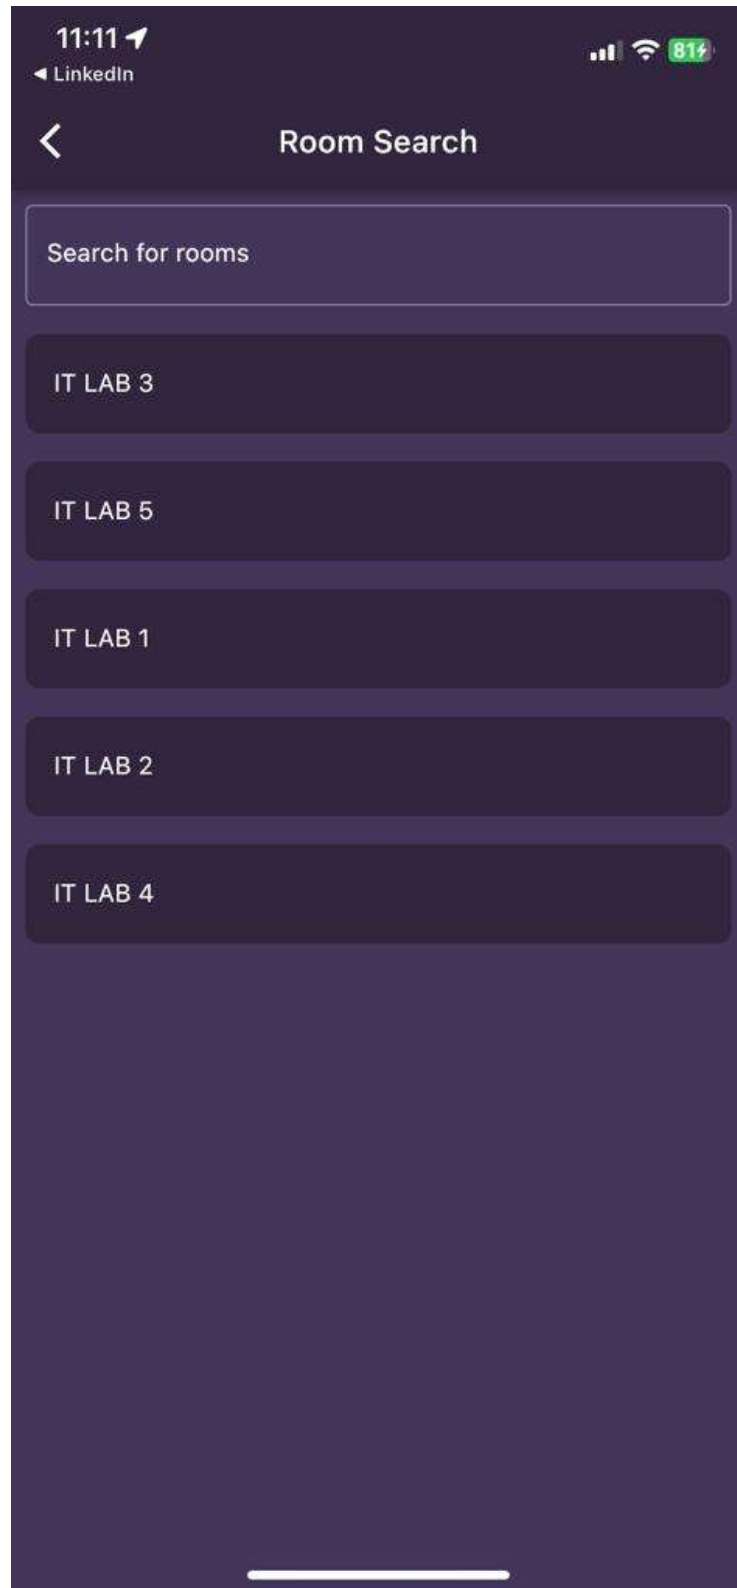 11:11
81
◀ LinkedIn
Room Search
Search for rooms
IT LAB 3
IT LAB 5
IT LAB 1
IT LAB 2
IT LAB 4